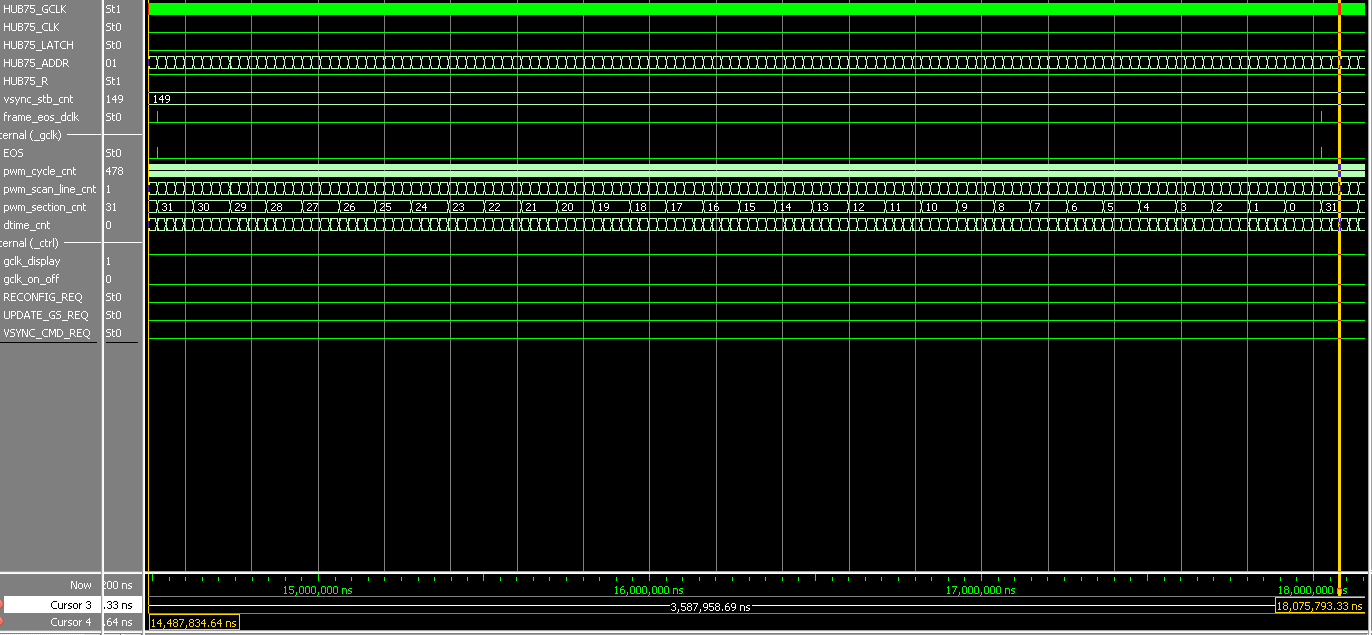 HUB75_GCLK St1
HUB75_CLK St0
HUB75_LATCH St0
HUB75_ADDR 01
HUB75_R St1
vsync_stb_cnt 149 149
frame_eos_dclk St0
ernal (_gclk)
EOS St0
pwm_cycle_cnt 478
pwm_scan_line_cnt 1
pwm_section_cnt 31 31 30 29 28 27 26 25 24 23 22 21 20 19 18 17 16 15 14 13 12 11 10 9 8 7 6 5 4 3 2 1 0 31
dtime_cnt 0
ernal (_ctrl)
gclk_display 1
gclk_on_off 0
RECONFIG_REQ St0
UPDATE_GS_REQ St0
VSYNC_CMD_REQ St0
Now 200 ns 15,000,000 ns 16,000,000 ns 17,000,000 ns 18,000,000 ns
Cursor 3 .33 ns 3,587,958.69 ns 18,075,793.33 ns
Cursor 4 .64 ns 14,487,834.64 ns